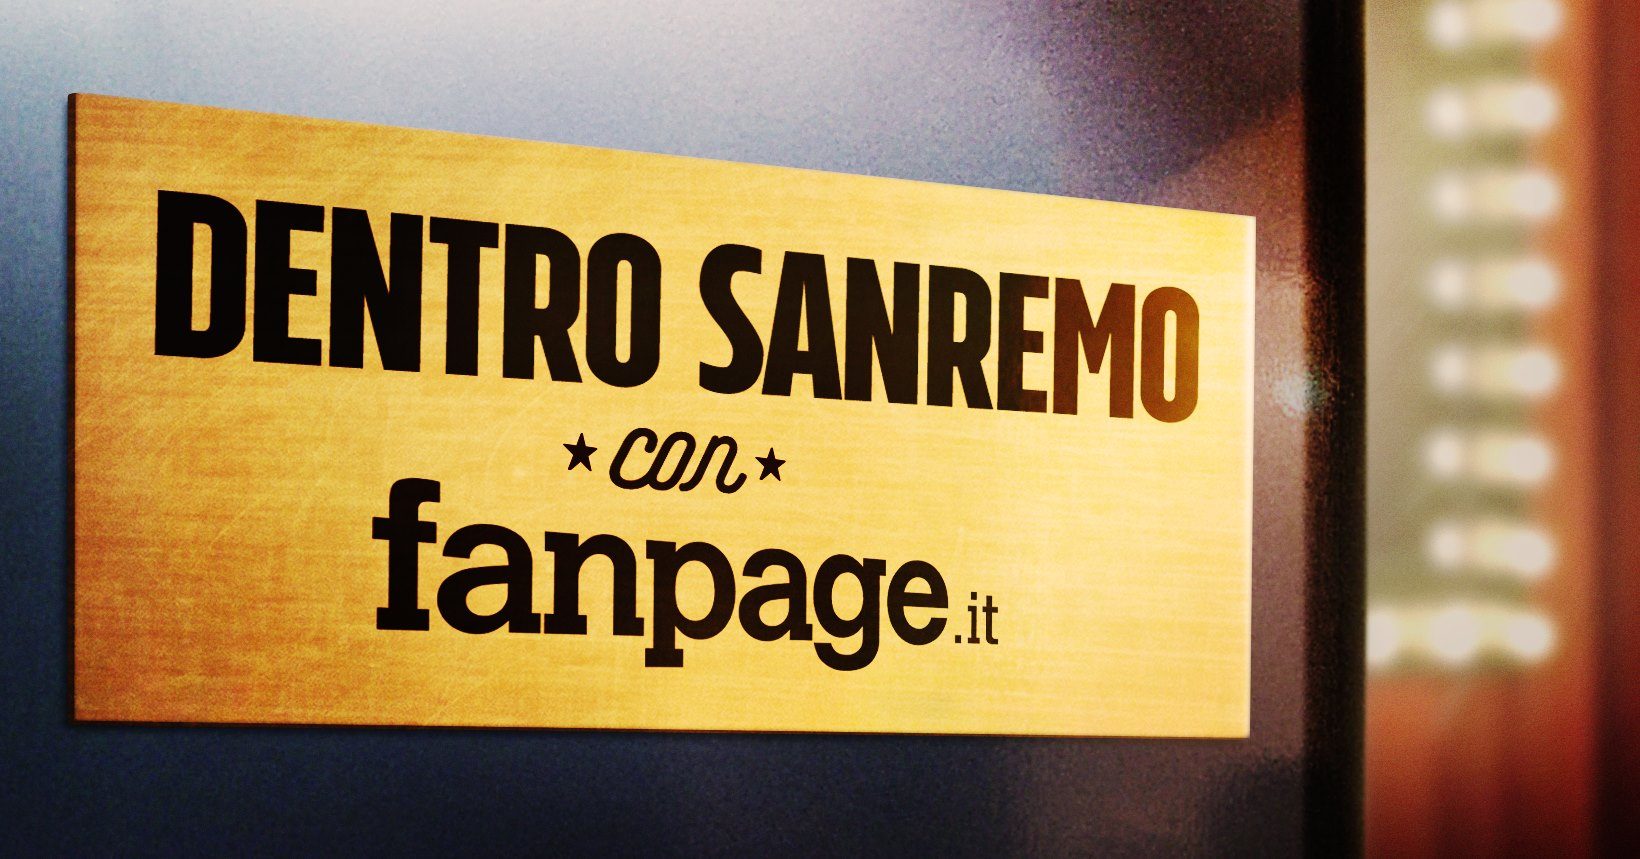 DENTRO SANREMO
★ con ★
fanpage.it